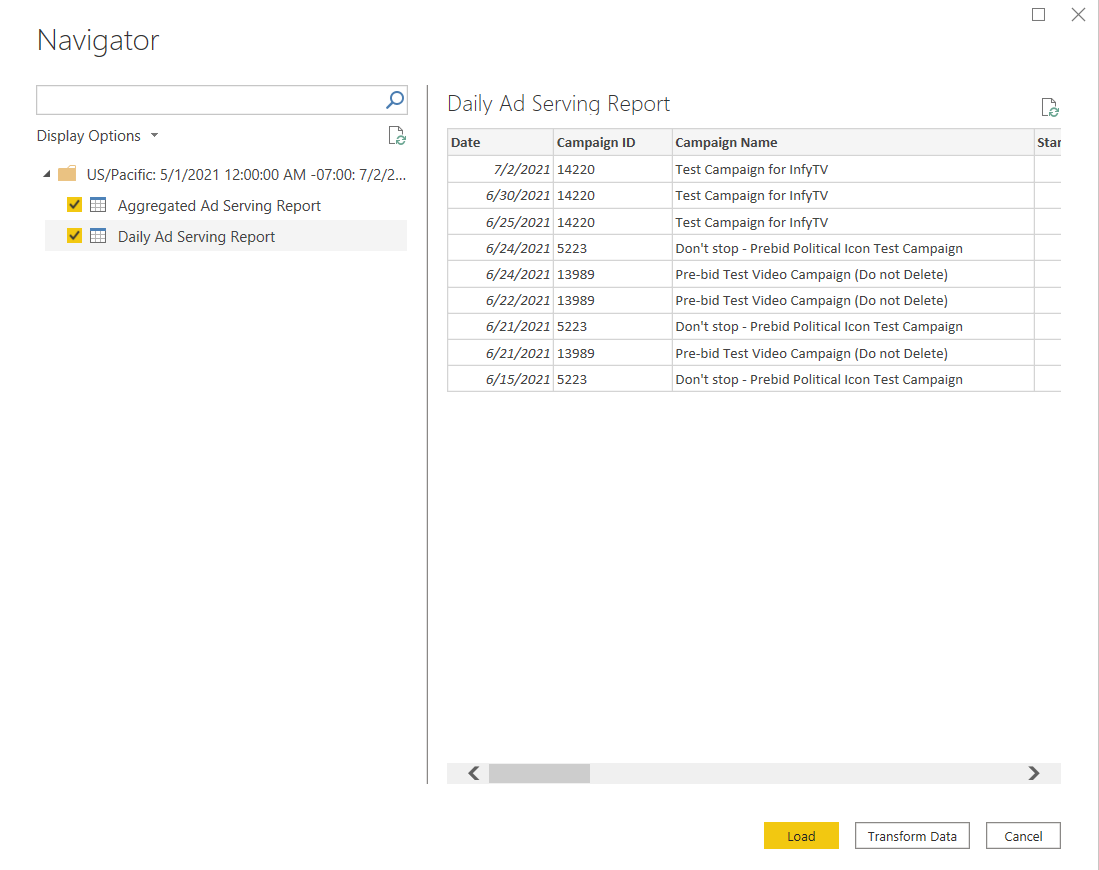 Navigator
Display Options
US/Pacific: 5/1/2021 12:00:00 AM -07:00: 7/2/2...
Aggregated Ad Serving Report
Daily Ad Serving Report
Daily Ad Serving Report
Date Campaign ID Campaign Name Star
7/2/2021 14220 Test Campaign for InfyTV
6/30/2021 14220 Test Campaign for InfyTV
6/25/2021 14220 Test Campaign for InfyTV
6/24/2021 5223 Don't stop - Prebid Political Icon Test Campaign
6/24/2021 13989 Pre-bid Test Video Campaign (Do not Delete)
6/22/2021 13989 Pre-bid Test Video Campaign (Do not Delete)
6/21/2021 5223 Don't stop - Prebid Political Icon Test Campaign
6/21/2021 13989 Pre-bid Test Video Campaign (Do not Delete)
6/15/2021 5223 Don't stop - Prebid Political Icon Test Campaign
Load Transform Data Cancel